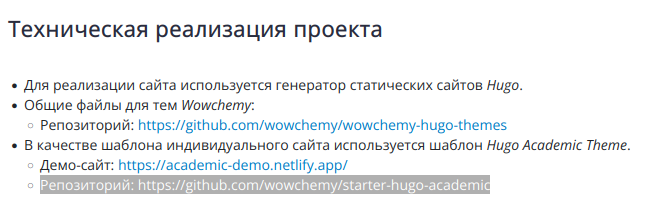 Техническая реализация проекта
Для реализации сайта используется генератор статических сайтов Hugo.
Общие файлы для тем Wowchemy:
Репозиторий: https://github.com/wowchemy/wowchemy-hugo-themes
В качестве шаблона индивидуального сайта используется шаблон Hugo Academic Theme.
Демо-сайт: https://academic-demo.netlify.app/
Репозиторий: https://github.com/wowchemy/starter-hugo-academic